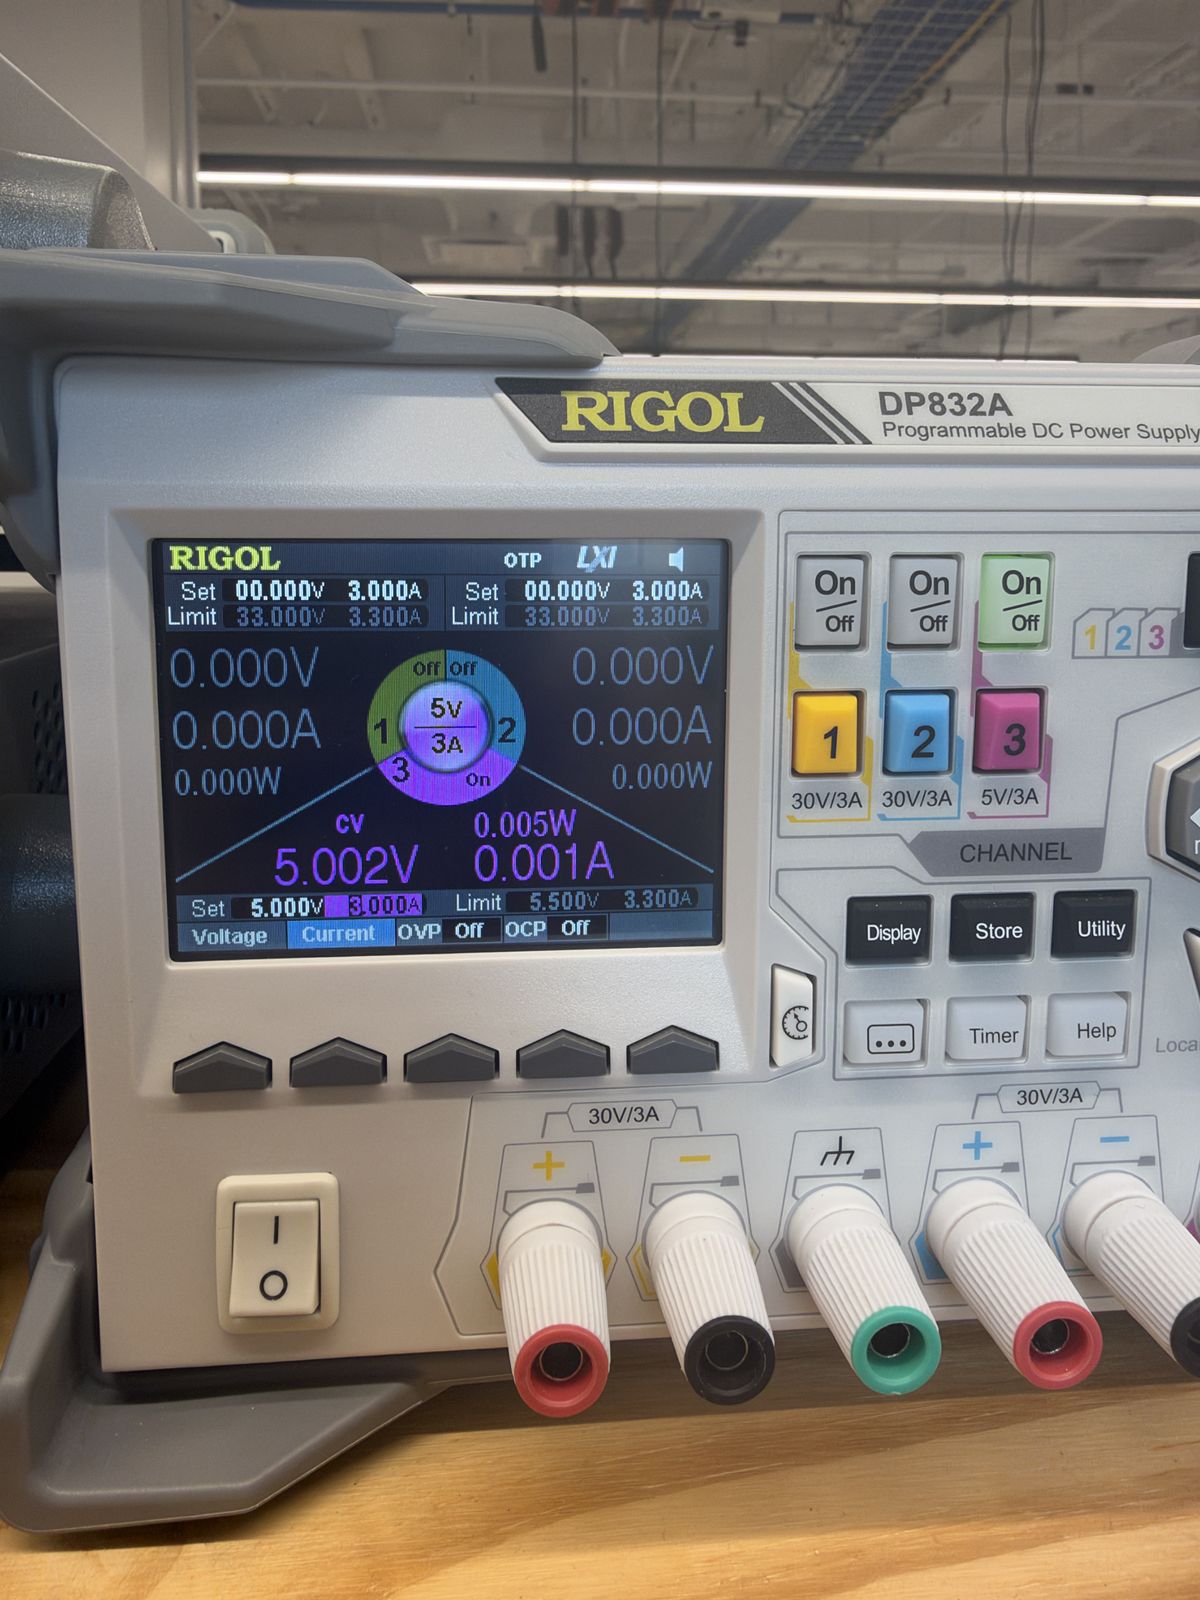 RIGOL
DP832A
Programmable DC Power Supply
RIGOL OTP LXI
Set 00.000V 3.000A Set 00.000V 3.000A
Limit 33.000V 3.300A Limit 33.000V 3.300A
0.000V Off Off 0.000V
5V
0.000A 1 2 0.000A
3A
0.000W 3 On 0.000W
CV 0.005W
5.002V 0.001A
Set 5.000V 3.000A Limit 5.500V 3.300A
Voltage Current OVP Off OCP Off
On On On
Off Off Off
1 2 3
1 2 3
30V/3A 30V/3A 5V/3A
CHANNEL
Display Store Utility
... Timer Help
30V/3A 30V/3A
+ − + −
I
O